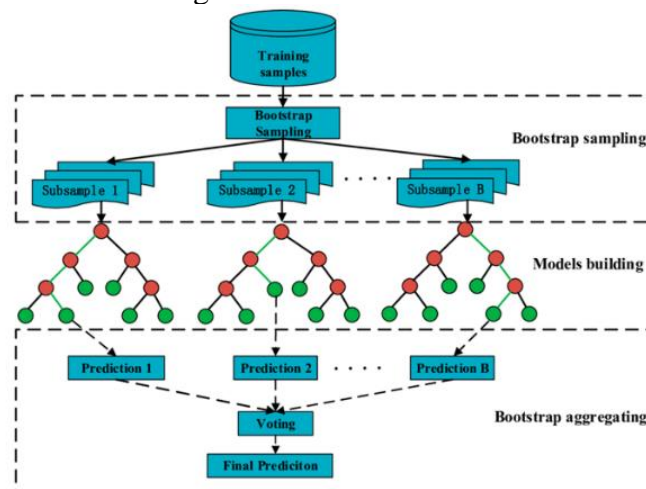 Training
samples
Bootstrap
Sampling
Bootstrap sampling
Subsample 1
Subsample 2
Subsample B
Models building
Prediction 1
Prediction 2
Prediction B
Bootstrap aggregating
Voting
Final Prediciton